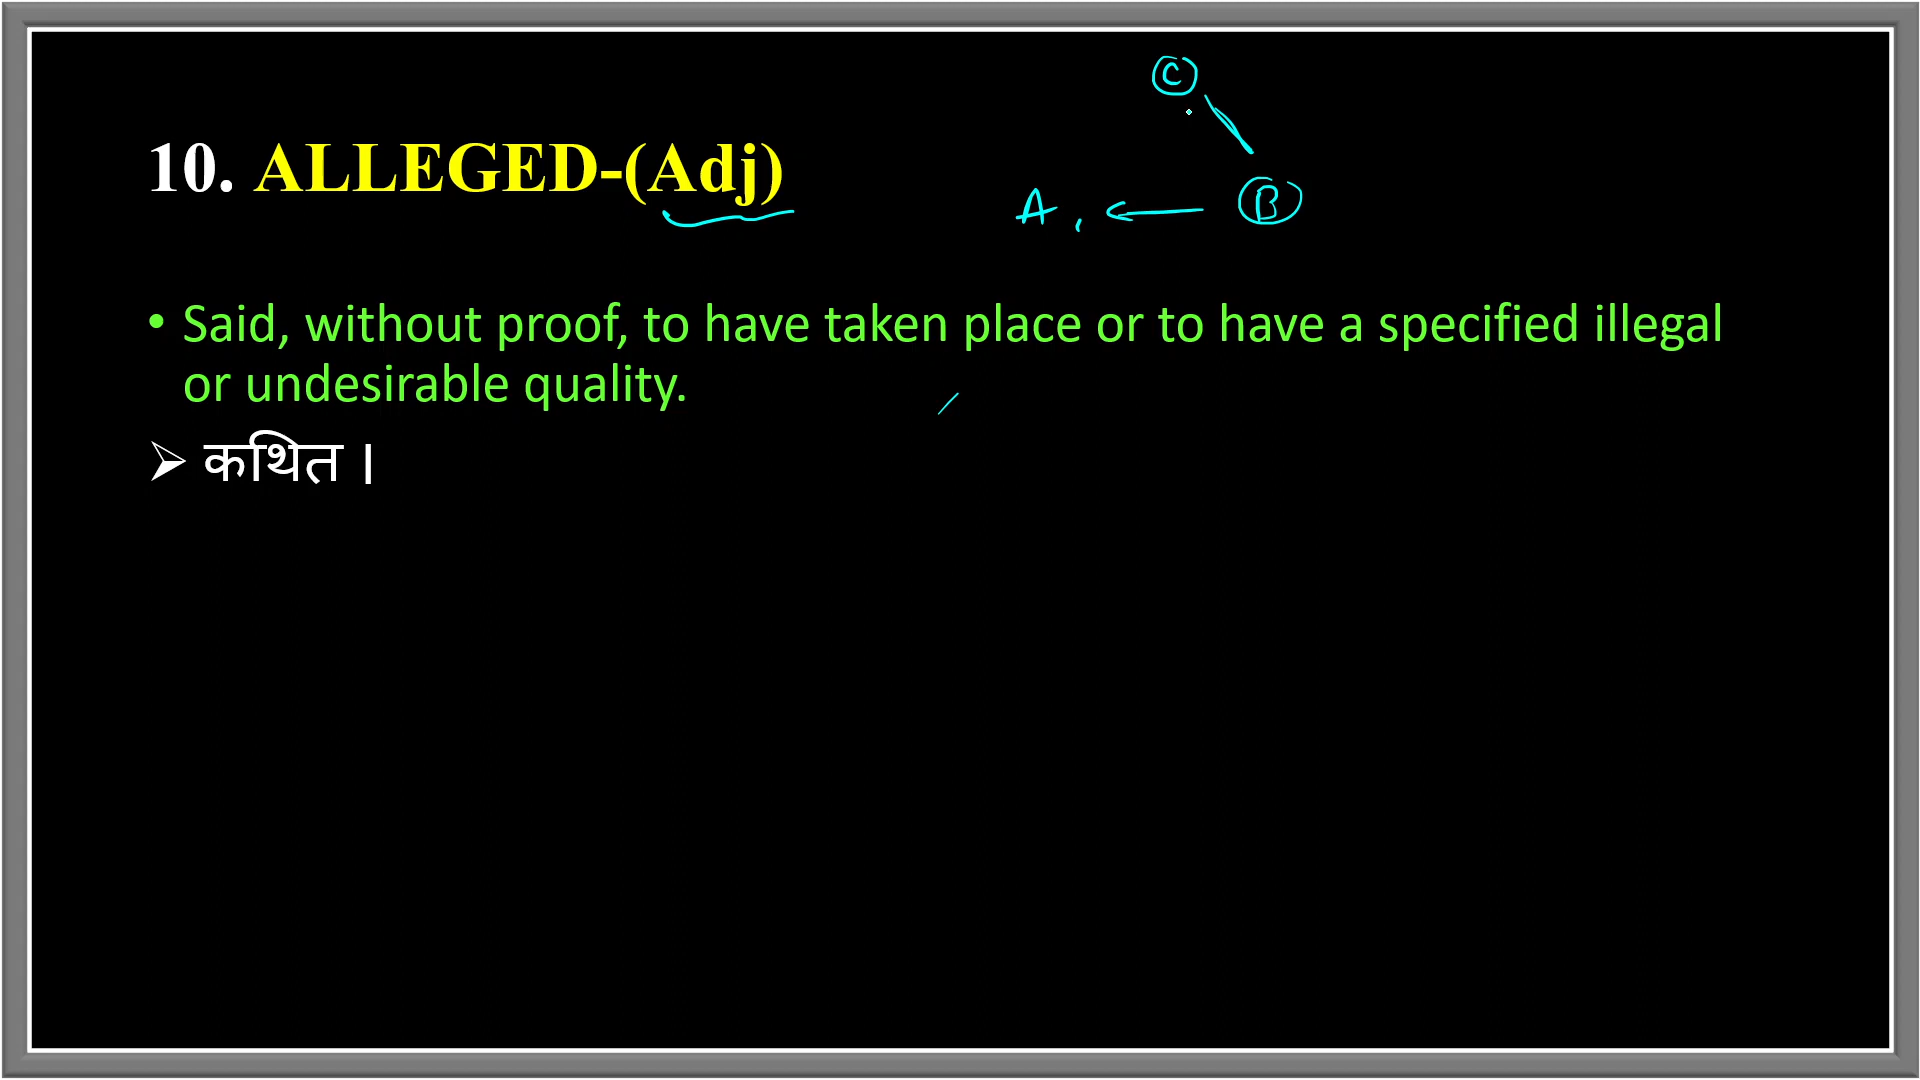 C
10. ALLEGED-(Adj)
A, ← B
• Said, without proof, to have taken place or to have a specified illegal
or undesirable quality.
➢ कथित ।